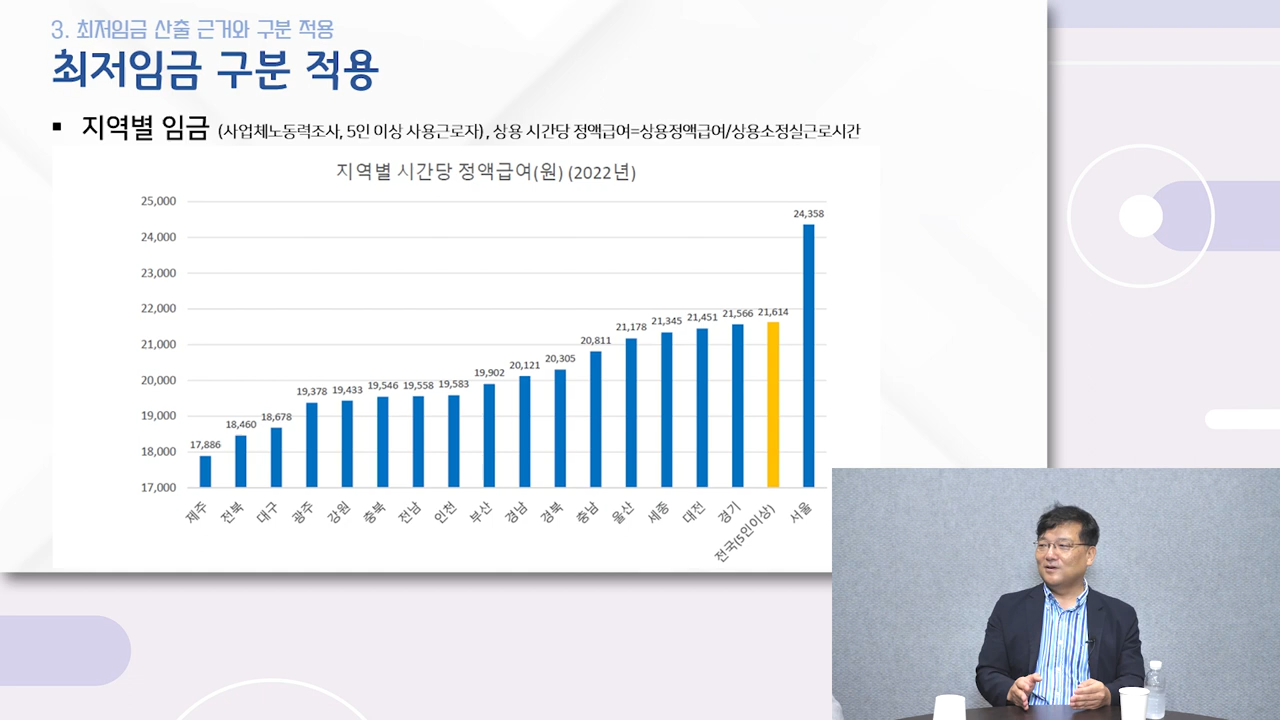 3. 최저임금 산출 근거와 구분 적용
최저임금 구분 적용
▪ 지역별 임금 (사업체노동력조사, 5인 이상 사용근로자), 상용 시간당 정액급여=상용정액급여/상용소정실근로시간
지역별 시간당 정액급여(원) (2022년)
25,000
24,000
23,000
22,000
21,000
20,000
19,000
18,000
17,000
17,886
18,460
18,678
19,378
19,433
19,546
19,558
19,583
19,902
20,121
20,305
20,811
21,178
21,345
21,451
21,566
21,614
24,358
제주
전북
대구
광주
강원
충북
전남
인천
부산
경남
경북
충남
울산
세종
대전
경기
전국(5인이상)
서울